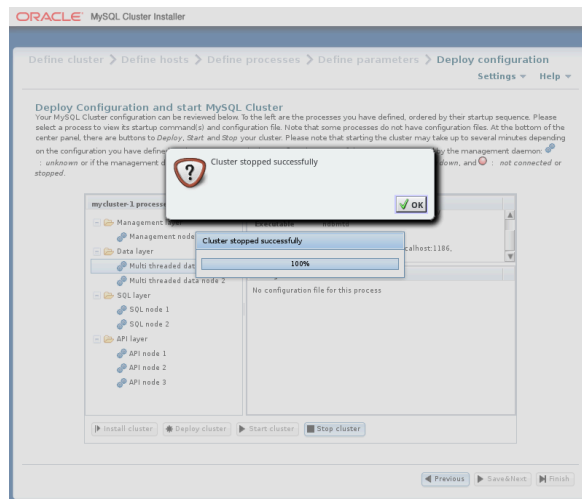 ORACLE MySQL Cluster Installer
Define cluster > Define hosts > Define processes > Define parameters > Deploy configuration
Settings Help
Deploy Configuration and start MySQL Cluster
Your MySQL Cluster configuration can be reviewed below. To the left are the processes you have defined, ordered by their startup sequence. Please
select a process to view its startup command(s) and configuration file. Note that some processes do not have configuration files. At the bottom of the
center panel, there are buttons to Deploy, Start and Stop your cluster. Please note that starting the cluster may take up to several minutes depending
on the configuration you have define by the management daemon:
: unknown or if the management d down, and : not connected or
stopped.
Cluster stopped successfully
OK
mycluster-1 processe
Management
Management node
Data layer
Multi threaded dat
Multi threaded data node 2
SQL layer
SQL node 1
SQL node 2
API layer
API node 1
API node 2
API node 3
Cluster stopped successfully
100%
calhost:1186,
No configuration file for this process
Install cluster Deploy cluster Start cluster Stop cluster
Previous Save&Next Finish